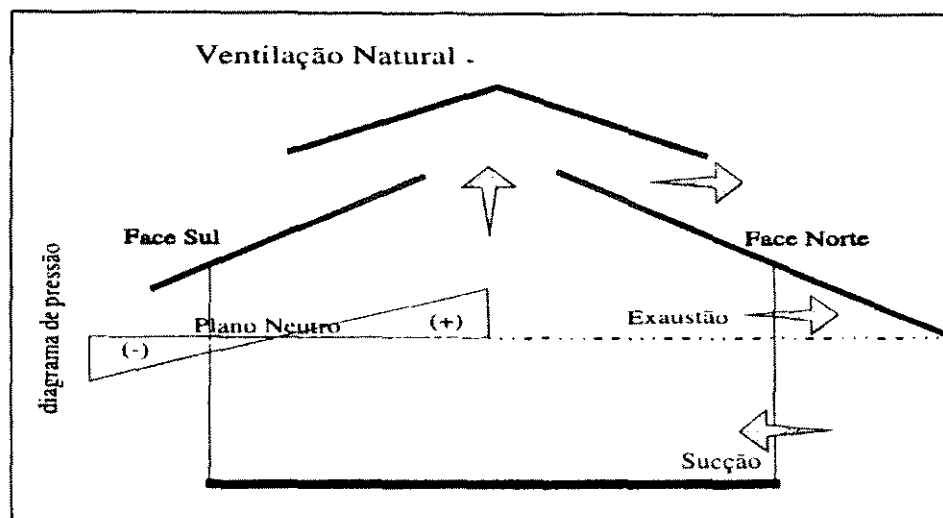 Ventilação Natural .
Face Sul
Face Norte
diagrama de pressão
Plano Neutro
(+)
Exaustão
(-)
Sucção